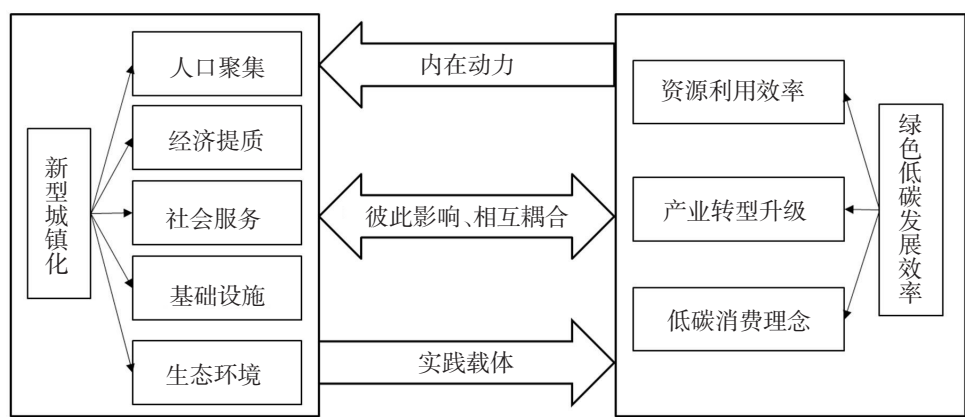 新型城镇化
人口聚集
经济提质
社会服务
基础设施
生态环境
内在动力
彼此影响、相互耦合
实践载体
资源利用效率
产业转型升级
低碳消费理念
绿色低碳发展效率